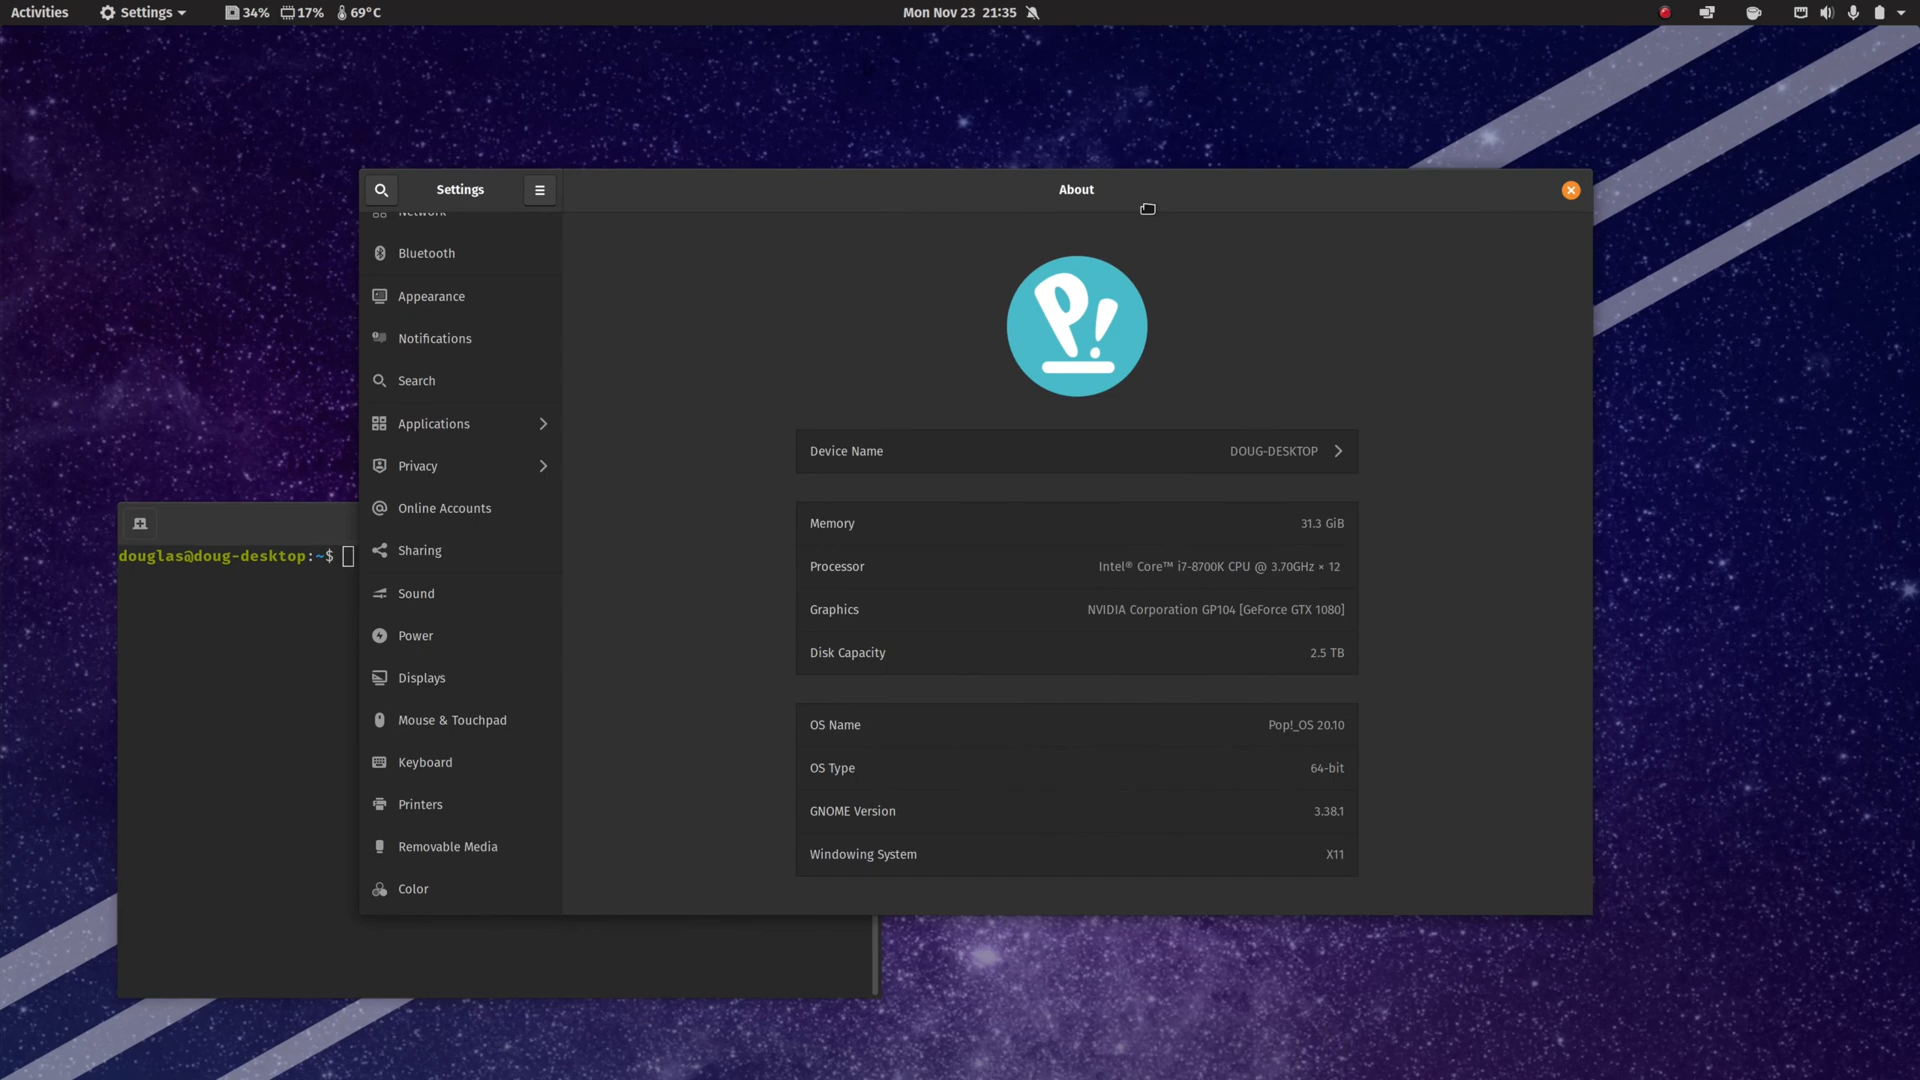 Activities Settings 34% 17% 69°C Mon Nov 23 21:35
Settings About
Network
Bluetooth
Appearance
Notifications
Search
Applications
Privacy
Online Accounts
Sharing
Sound
Power
Displays
Mouse & Touchpad
Keyboard
Printers
Removable Media
Color
P!
Device Name DOUG-DESKTOP
Memory 31.3 GiB
Processor Intel® Core™ i7-8700K CPU @ 3.70GHz × 12
Graphics NVIDIA Corporation GP104 [GeForce GTX 1080]
Disk Capacity 2.5 TB
OS Name Pop!_OS 20.10
OS Type 64-bit
GNOME Version 3.38.1
Windowing System X11
douglas@doug-desktop:~$